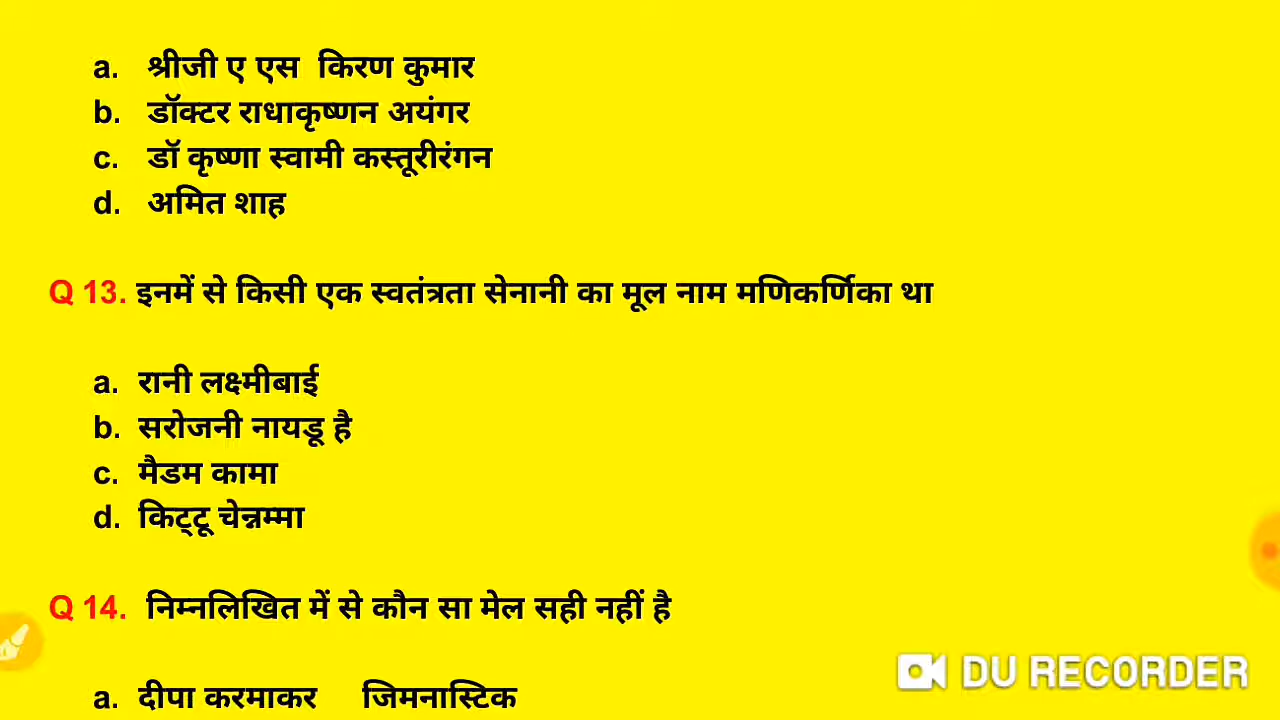 a. श्रीजी ए एस किरण कुमार
b. डॉक्टर राधाकृष्णन अयंगर
c. डॉ कृष्णा स्वामी कस्तूरीरंगन
d. अमित शाह
Q 13. इनमें से किसी एक स्वतंत्रता सेनानी का मूल नाम मणिकर्णिका था
a. रानी लक्ष्मीबाई
b. सरोजनी नायडू है
c. मैडम कामा
d. किट्टू चेन्नम्मा
Q 14. निम्नलिखित में से कौन सा मेल सही नहीं है
DU RECORDER
a. दीपा करमाकर जिमनास्टिक